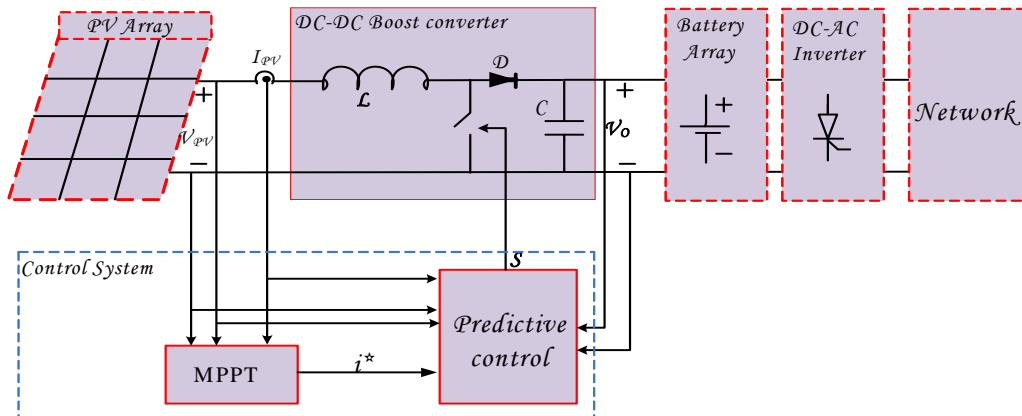 PV Array
DC-DC Boost converter
Battery
Array
DC-AC
Inverter
I_PV
D
L
C
+
V_PV
−
+
v_o
−
+
−
Network
Control System
S
Predictive
control
MPPT
i*